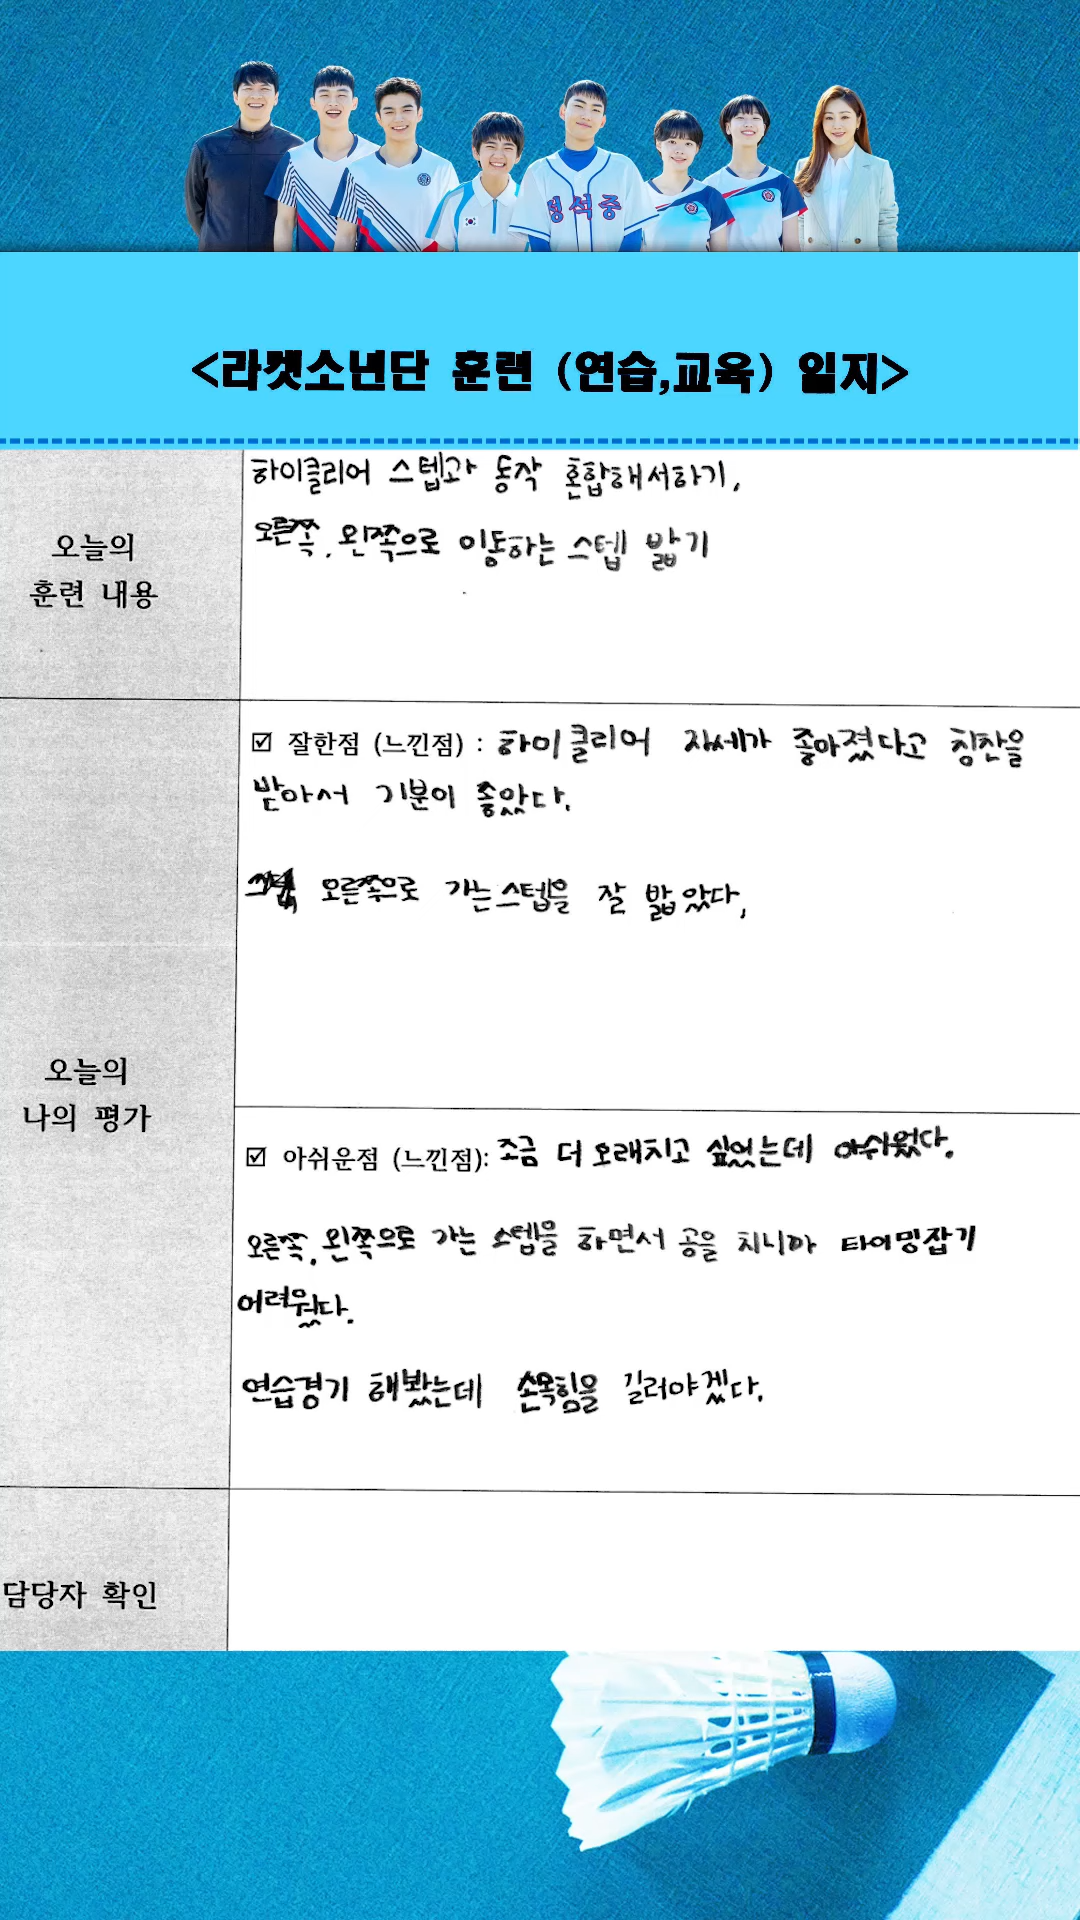 정석중
<라켓소년단 훈련 (연습,교육) 일지>
하이클리어 스텝과 동작 혼합해서하기.
오른쪽, 왼쪽으로 이동하는 스텝 밟기
오늘의
훈련 내용
☑ 잘한점 (느낀점) : 하이클리어 자세가 좋아졌다고 칭찬을
받아서 기분이 좋았다.
오른쪽으로 가는스텝을 잘 밟았다,
오늘의
나의 평가
☑ 아쉬운점 (느낀점): 조금 더 오래치고 싶었는데 아쉬웠다.
오른쪽, 왼쪽으로 가는 스텝을 하면서 공을 치니까 타이밍잡기
어려웠다.
연습경기 해봤는데 손목힘을 길러야겠다.
담당자 확인